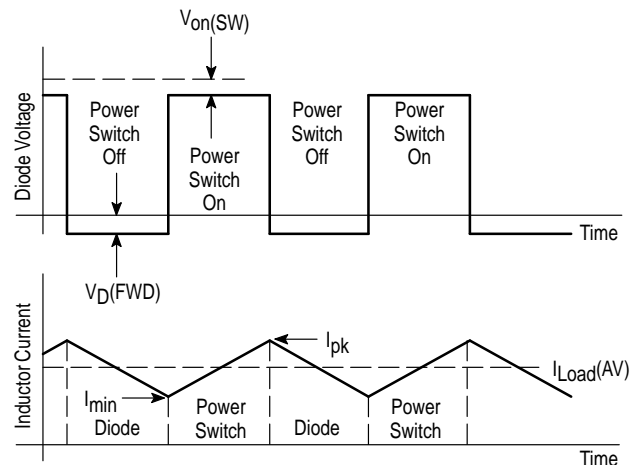 Von(SW)
Diode Voltage
Power
Switch
Off
Power
Switch
On
Power
Switch
Off
Power
Switch
On
Time
VD(FWD)
Inductor Current
Ipk
ILoad(AV)
Imin
Diode
Power
Switch
Diode
Power
Switch
Time